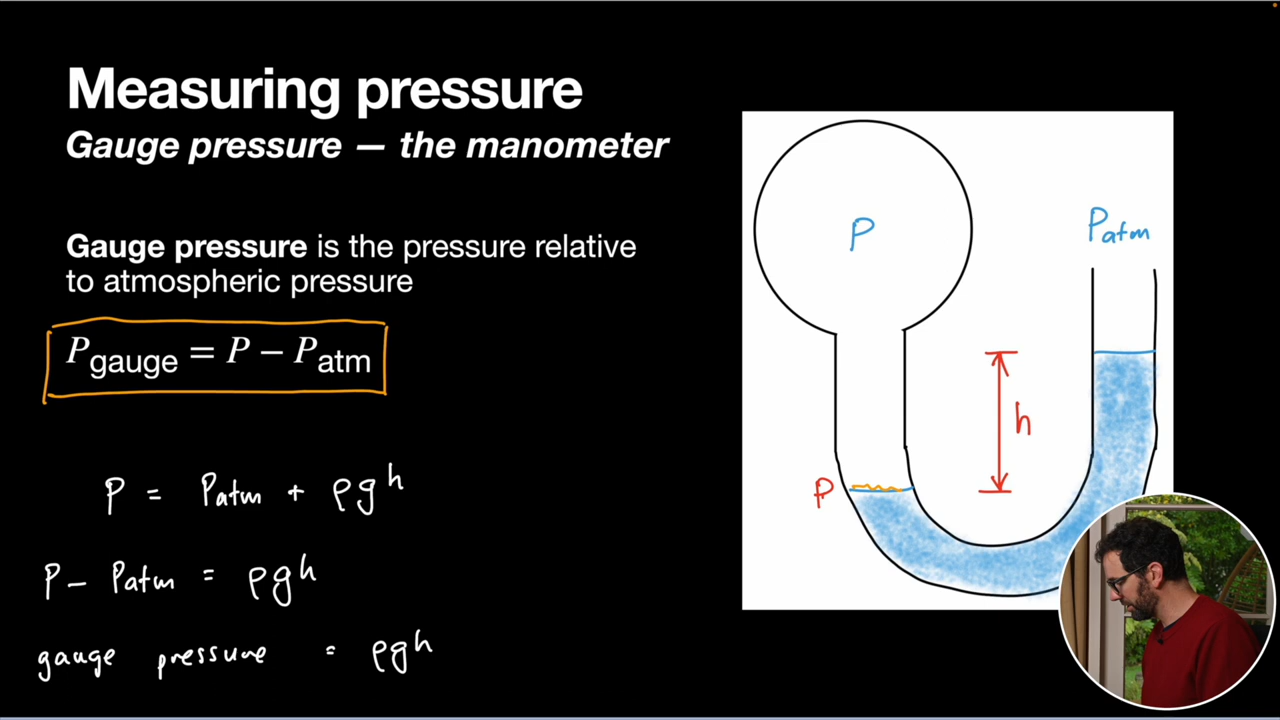 Measuring pressure
Gauge pressure — the manometer
Gauge pressure is the pressure relative
to atmospheric pressure
Pgauge = P − Patm
P = Patm + ρgh
P − Patm = ρgh
gauge pressure = ρgh
P
Patm
h
P